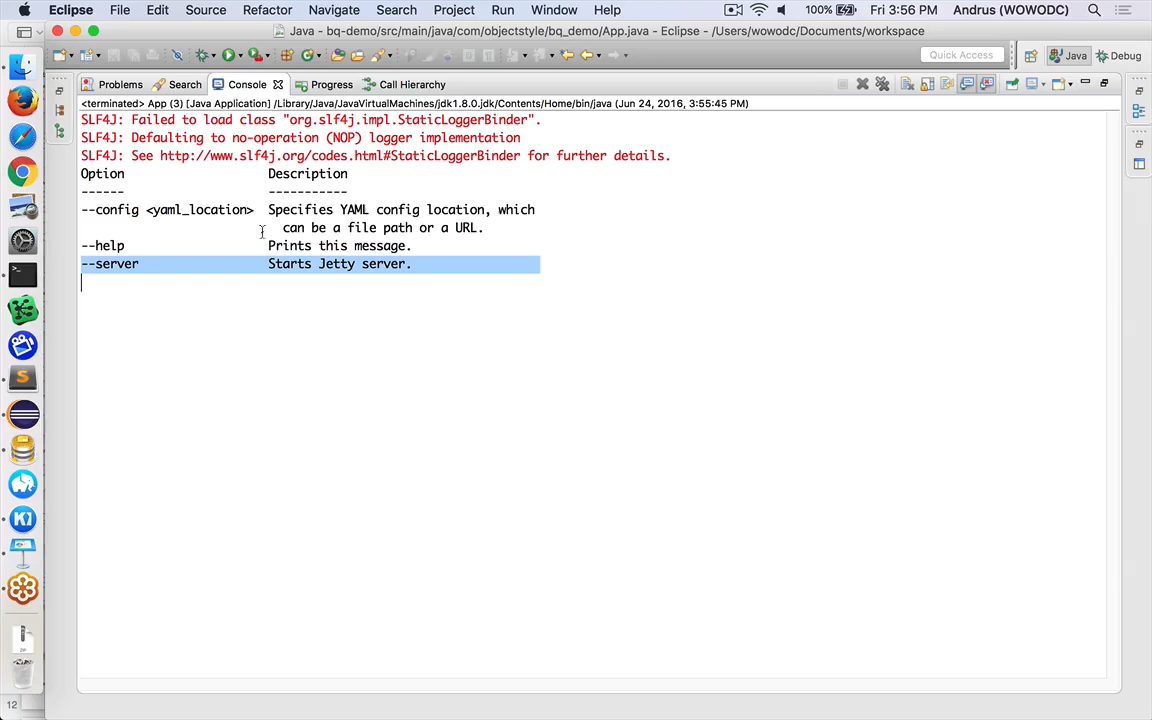 Eclipse File Edit Source Refactor Navigate Search Project Run Window Help 100% Fri 3:56 PM Andrus (WOWODC)
Java - bq-demo/src/main/java/com/objectstyle/bq_demo/App.java - Eclipse - /Users/wowodc/Documents/workspace
Quick Access Java Debug
Problems Search Console Progress Call Hierarchy
<terminated> App (3) [Java Application] /Library/Java/JavaVirtualMachines/jdk1.8.0.jdk/Contents/Home/bin/java (Jun 24, 2016, 3:55:45 PM)
SLF4J: Failed to load class "org.slf4j.impl.StaticLoggerBinder".
SLF4J: Defaulting to no-operation (NOP) logger implementation
SLF4J: See http://www.slf4j.org/codes.html#StaticLoggerBinder for further details.
Option Description
------ -----------
--config <yaml_location> Specifies YAML config location, which
can be a file path or a URL.
--help Prints this message.
--server Starts Jetty server.
12